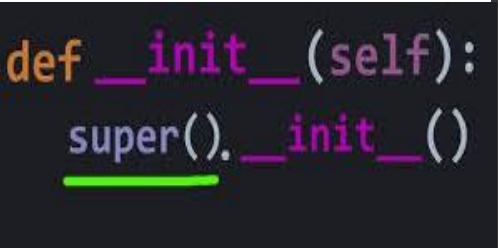 def __init__(self):
super().__init__()